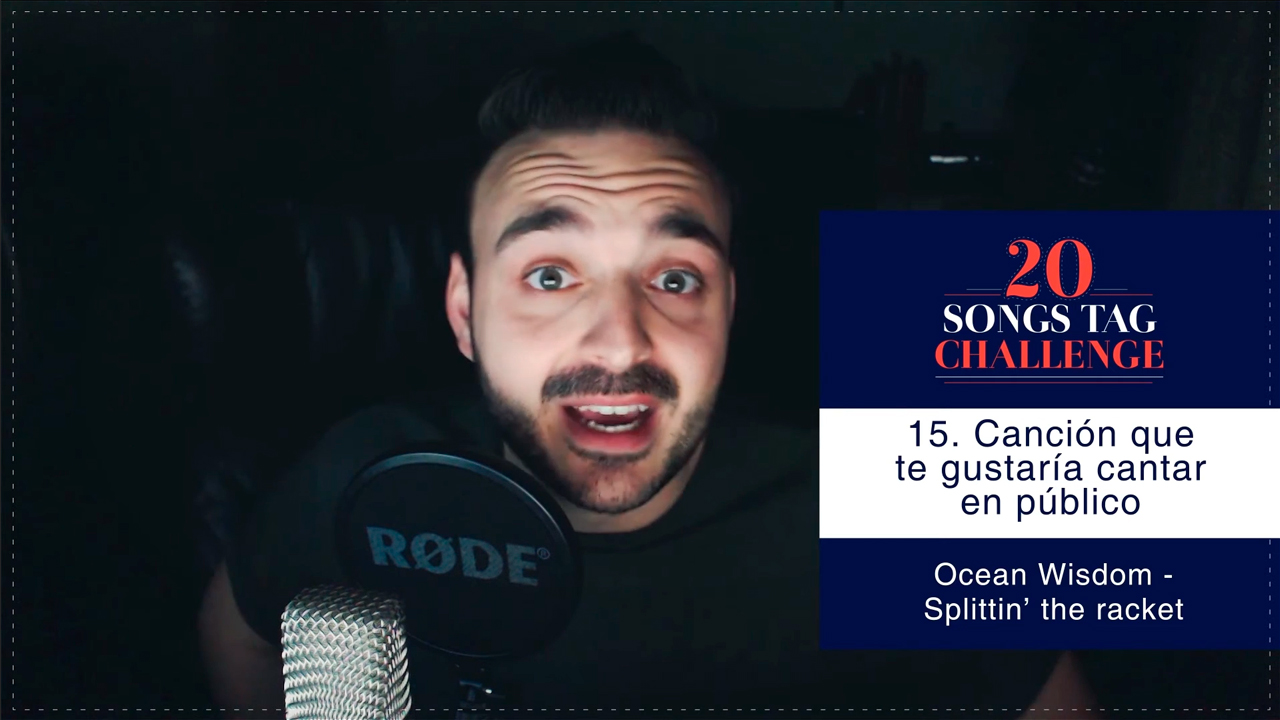 20
SONGS TAG
CHALLENGE
15. Canción que
te gustaría cantar
en público
Ocean Wisdom -
Splittin’ the racket
RØDE®